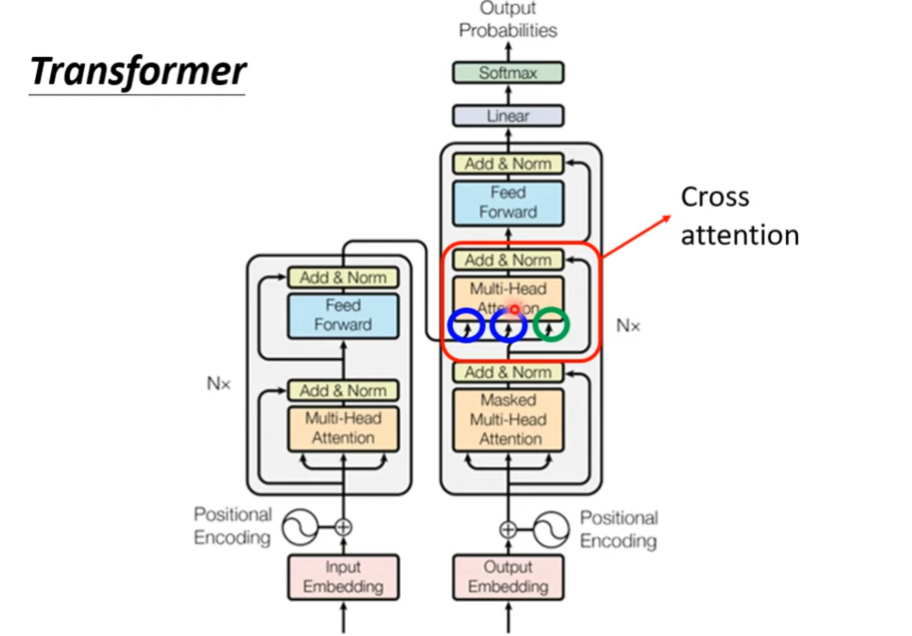 Transformer
Output
Probabilities
Softmax
Linear
Add & Norm
Feed
Forward
Cross
attention
Add & Norm
Multi-Head
Attention
Nx
Add & Norm
Masked
Multi-Head
Attention
Add & Norm
Feed
Forward
Nx
Add & Norm
Multi-Head
Attention
Positional
Encoding
Positional
Encoding
Input
Embedding
Output
Embedding